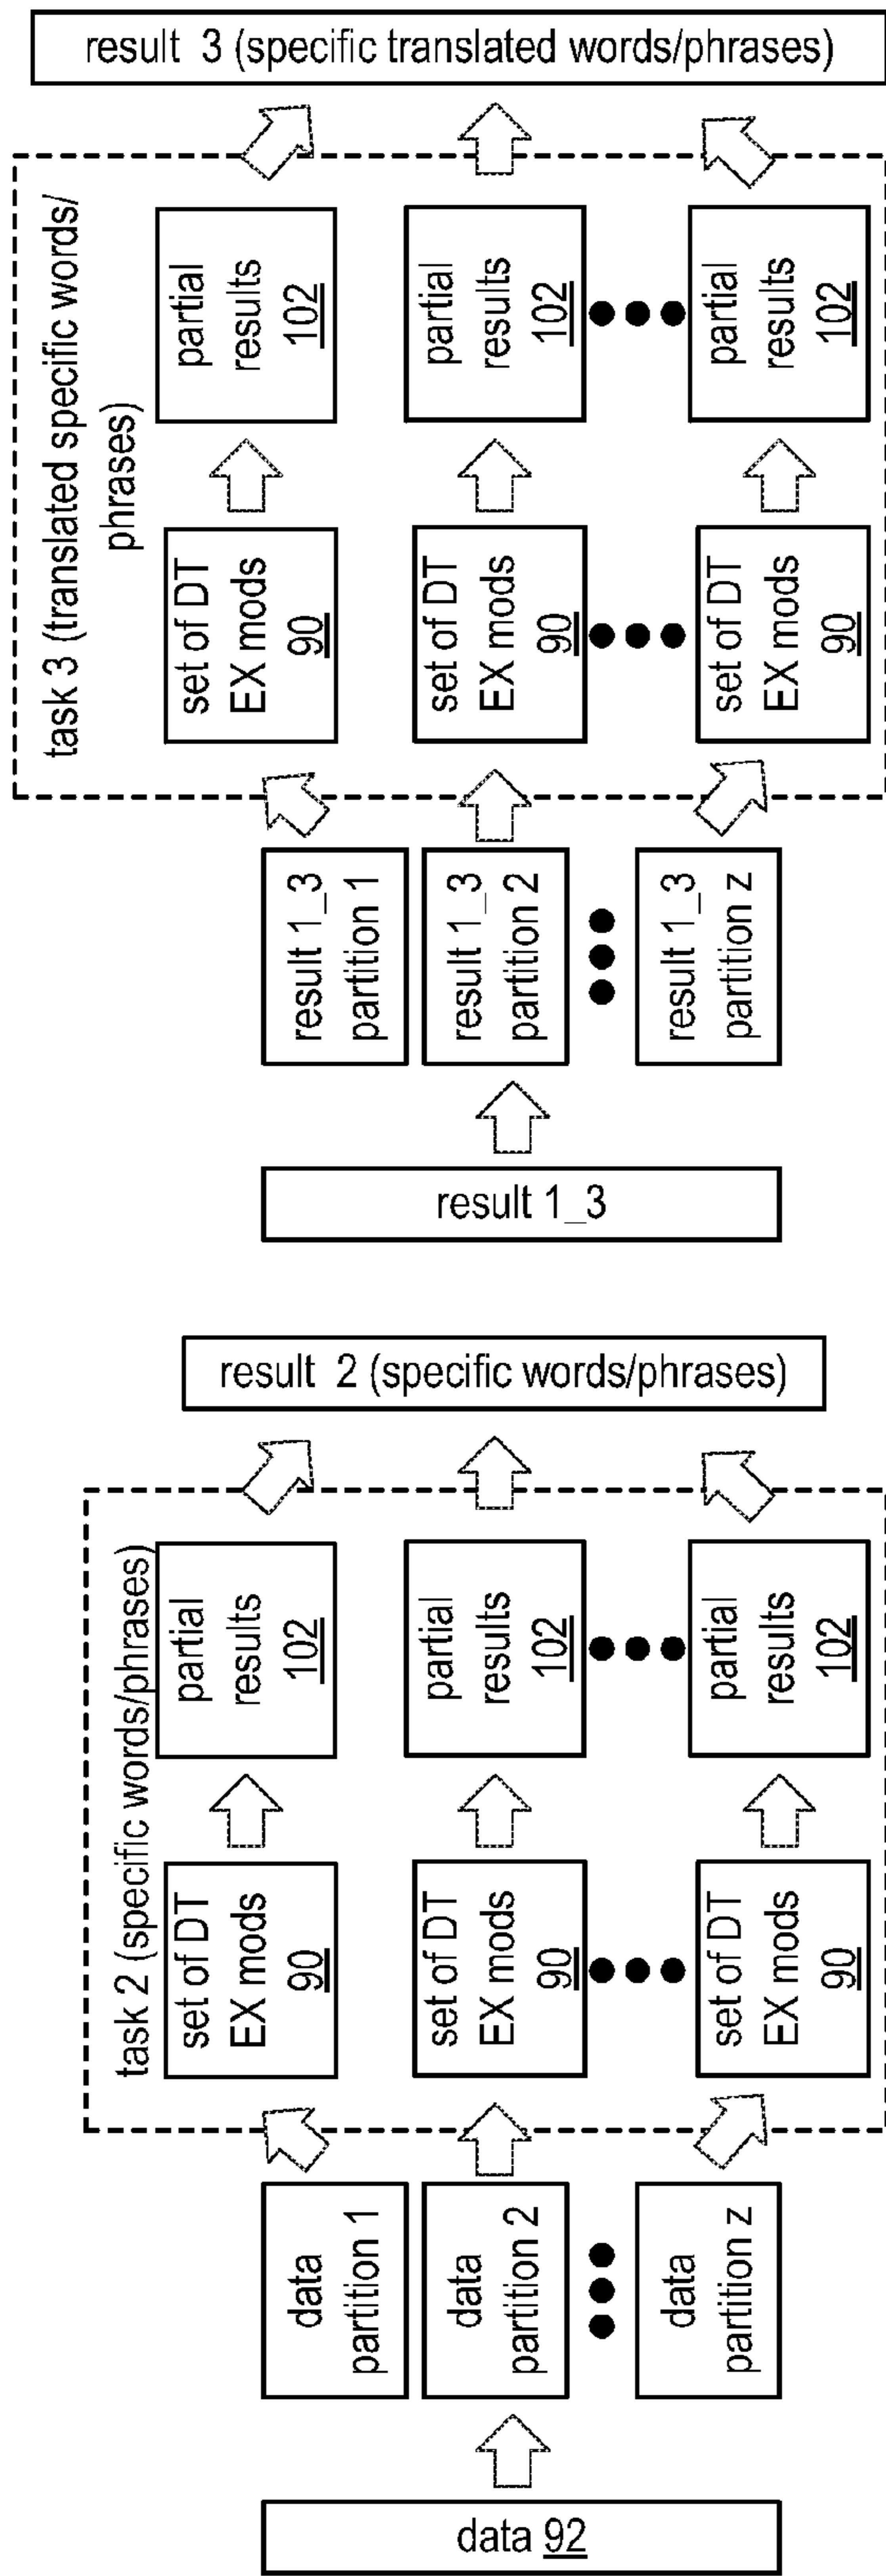 data 92
data
partition 1
data
partition 2
data
partition z
task 2 (specific words/phrases)
set of DT
EX mods
90
partial
results
102
set of DT
EX mods
90
partial
results
102
set of DT
EX mods
90
partial
results
102
result 2 (specific words/phrases)
result 1_3
result 1_3
partition 1
result 1_3
partition 2
result 1_3
partition z
task 3 (translated specific words/
phrases)
set of DT
EX mods
90
partial
results
102
set of DT
EX mods
90
partial
results
102
set of DT
EX mods
90
partial
results
102
result 3 (specific translated words/phrases)